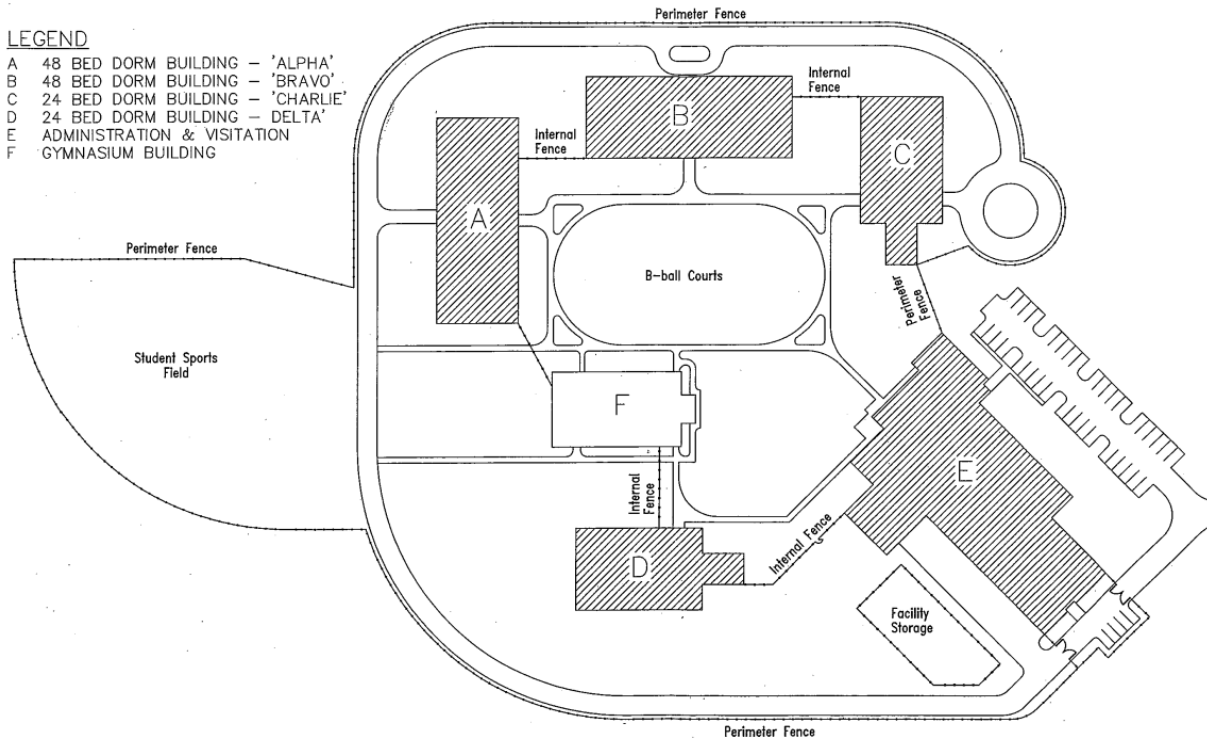 Perimeter Fence
LEGEND
A 48 BED DORM BUILDING – 'ALPHA'
B 48 BED DORM BUILDING – 'BRAVO'
C 24 BED DORM BUILDING – 'CHARLIE'
D 24 BED DORM BUILDING – DELTA'
E ADMINISTRATION & VISITATION
F GYMNASIUM BUILDING
Internal
Fence
B
Internal
Fence
C
A
Perimeter Fence
B-ball Courts
Perimeter
Fence
Student Sports
Field
F
E
Internal
Fence
Internal Fence
D
Facility
Storage
Perimeter Fence